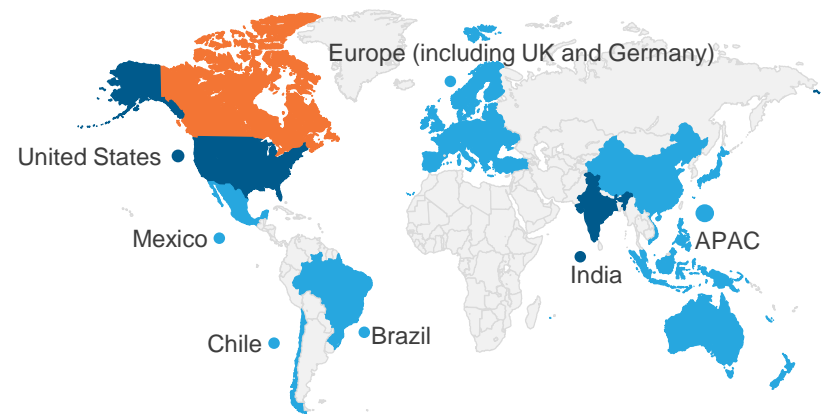 Europe (including UK and Germany)
United States
Mexico
APAC
India
Chile
Brazil